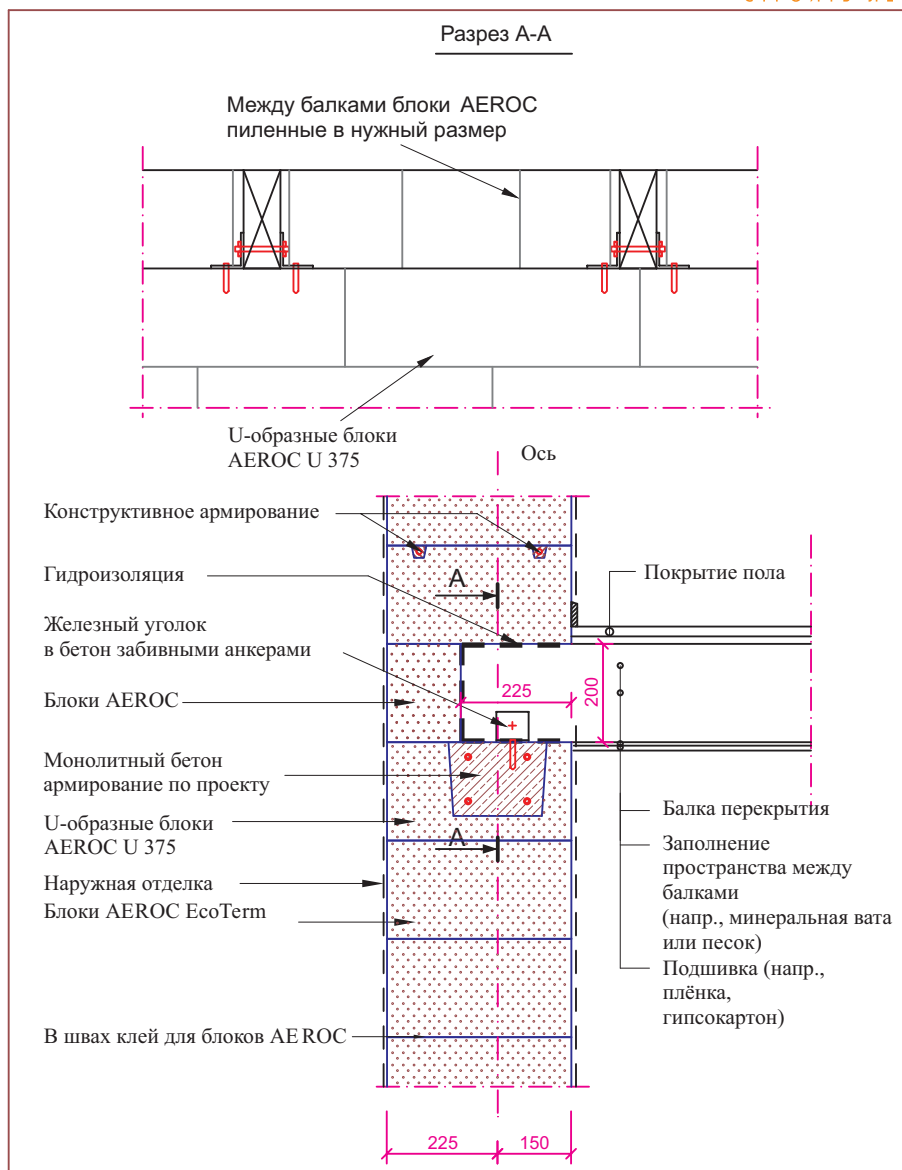 Разрез А-А
Между балками блоки AEROC
пиленные в нужный размер
U-образные блоки
AEROC U 375
Ось
Конструктивное армирование
Гидроизоляция
Железный уголок
в бетон забивными анкерами
Блоки AEROC
Монолитный бетон
армирование по проекту
U-образные блоки
AEROC U 375
Наружная отделка
Блоки AEROC EcoTerm
В швах клей для блоков AEROC
А
225
200
А
Покрытие пола
Балка перекрытия
Заполнение
пространства между
балками
(напр., минеральная вата
или песок)
Подшивка (напр.,
плёнка,
гипсокартон)
225
150